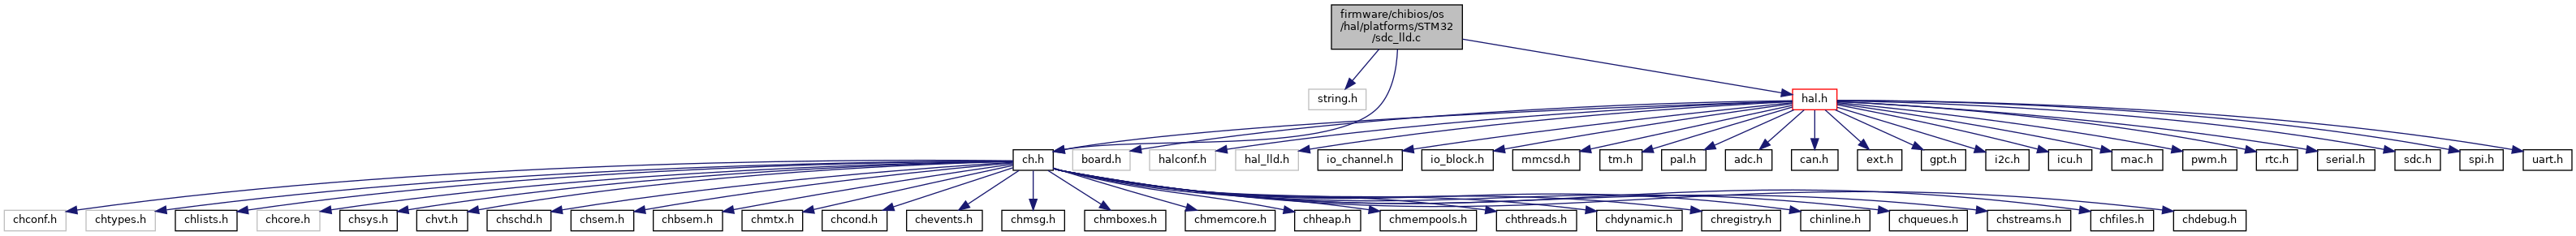 firmware/chibios/os
/hal/platforms/STM32
/sdc_lld.c
string.h
hal.h
ch.h
board.h
halconf.h
hal_lld.h
io_channel.h
io_block.h
mmcsd.h
tm.h
pal.h
adc.h
can.h
ext.h
gpt.h
i2c.h
icu.h
mac.h
pwm.h
rtc.h
serial.h
sdc.h
spi.h
uart.h
chconf.h
chtypes.h
chlists.h
chcore.h
chsys.h
chvt.h
chschd.h
chsem.h
chbsem.h
chmtx.h
chcond.h
chevents.h
chmsg.h
chmboxes.h
chmemcore.h
chheap.h
chmempools.h
chthreads.h
chdynamic.h
chregistry.h
chinline.h
chqueues.h
chstreams.h
chfiles.h
chdebug.h